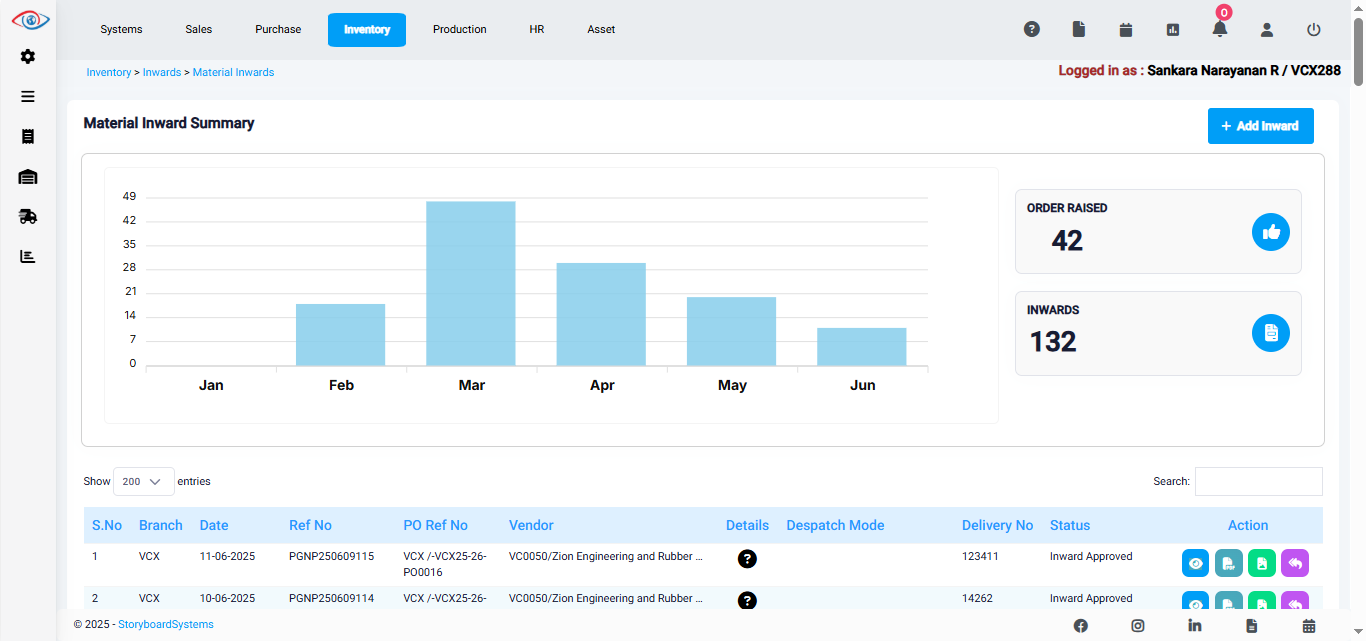 Systems Sales Purchase Inventory Production HR Asset 0
Inventory > Inwards > Material Inwards Logged in as : Sankara Narayanan R / VCX288
Material Inward Summary + Add Inward
49
42
35
28
21
14
7
0
Jan Feb Mar Apr May Jun
ORDER RAISED
42
INWARDS
132
Show 200 entries Search:
S.No Branch Date Ref No PO Ref No Vendor Details Despatch Mode Delivery No Status Action
1 VCX 11-06-2025 PGNP250609115 VCX /-VCX25-26- VC0050/Zion Engineering and Rubber ... ? 123411 Inward Approved
PO0016
2 VCX 10-06-2025 PGNP250609114 VCX /-VCX25-26- VC0050/Zion Engineering and Rubber ... ? 14262 Inward Approved
© 2025 - StoryboardSystems